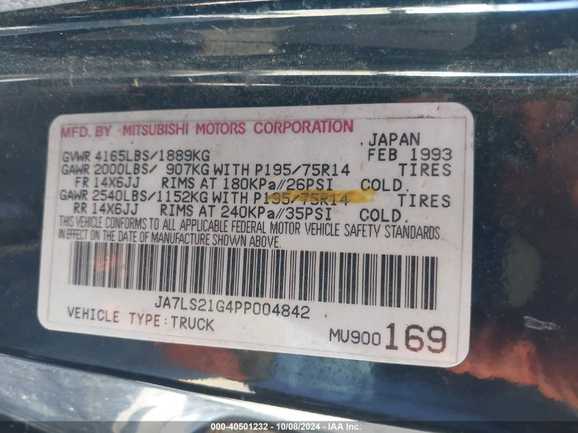 MFD. BY MITSUBISHI MOTORS CORPORATION
JAPAN
GVWR 4165LBS/1889KG FEB 1993
GAWR 2000LBS/ 907KG WITH P195/75R14 TIRES
FR 14X6JJ RIMS AT 180KPa//26PSI COLD.
GAWR 2540LBS/1152KG WITH P195/75R14 TIRES
RR 14X6JJ RIMS AT 240KPa//35PSI COLD.
THIS VEHICLE CONFORMS TO ALL APPLICABLE FEDERAL MOTOR VEHICLE SAFETY STANDARDS
IN EFFECT ON THE DATE OF MANUFACTURE SHOWN ABOVE.
JA7LS21G4PP004842
VEHICLE TYPE:TRUCK
MU900169
000-40501232 - 10/08/2024 - IAA Inc.